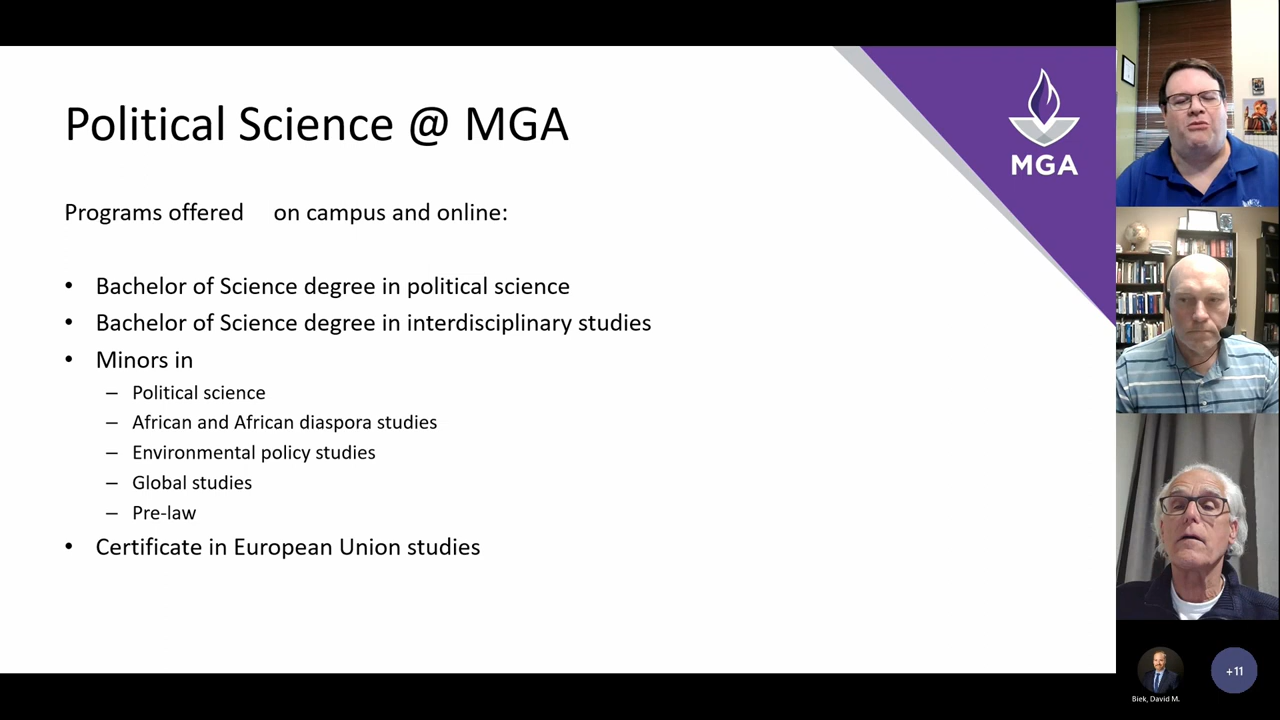 Political Science @ MGA
MGA
Programs offered on campus and online:
• Bachelor of Science degree in political science
• Bachelor of Science degree in interdisciplinary studies
• Minors in
– Political science
– African and African diaspora studies
– Environmental policy studies
– Global studies
– Pre-law
• Certificate in European Union studies
Biek, David M.
+11